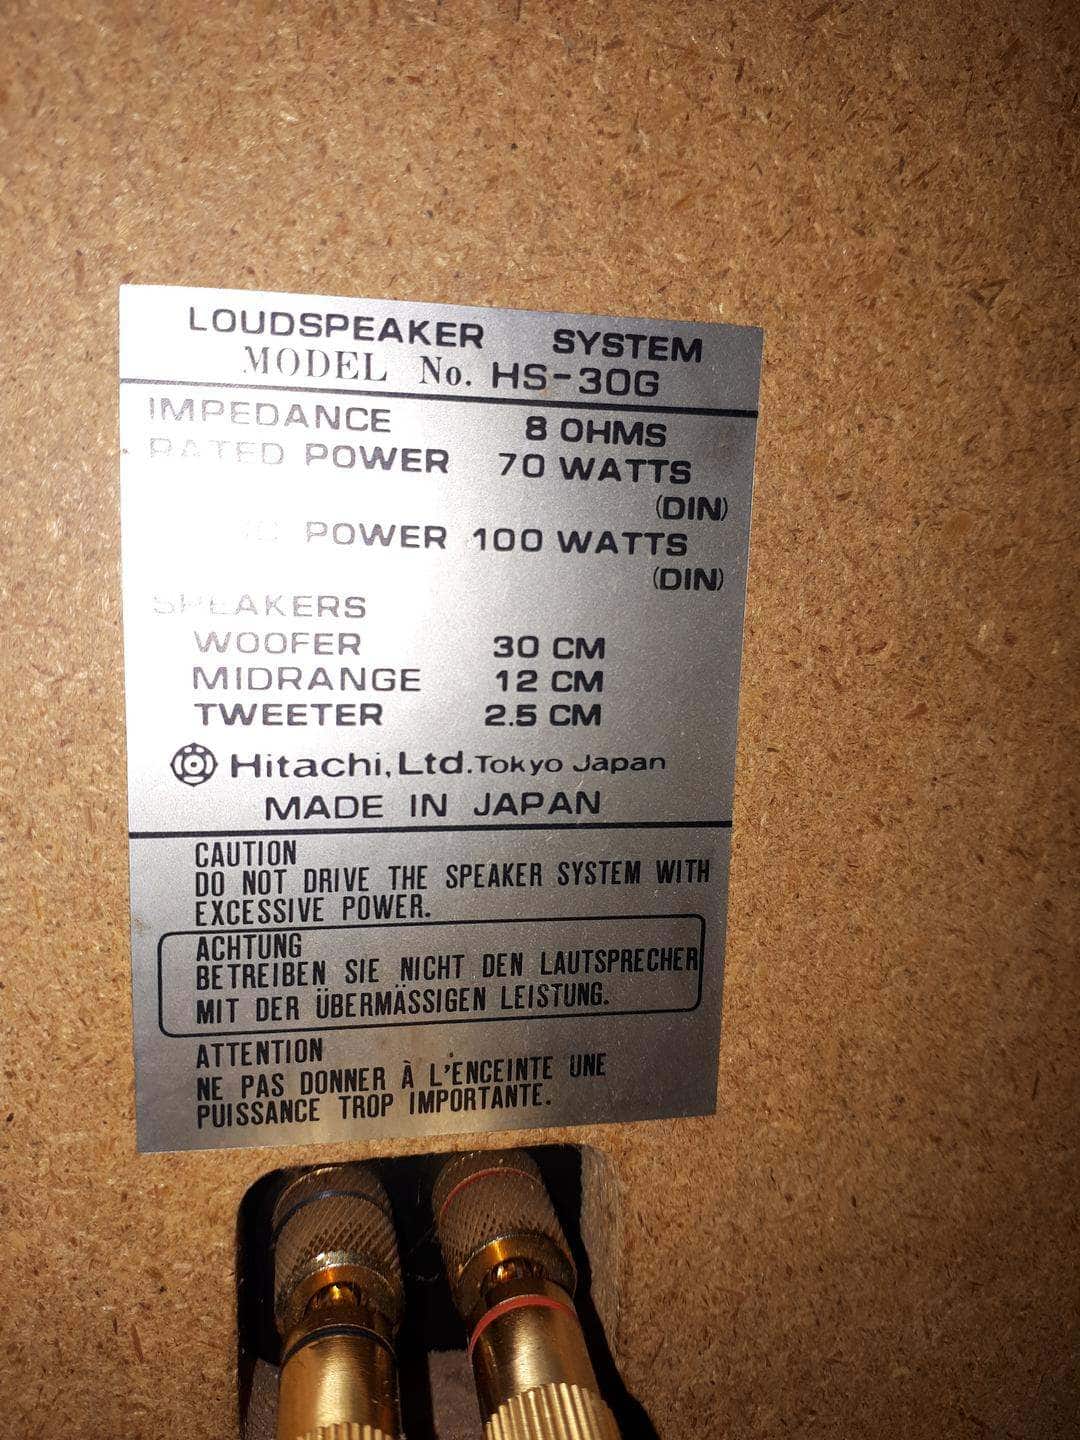 LOUDSPEAKER SYSTEM
MODEL No. HS-30G
IMPEDANCE 8 OHMS
RATED POWER 70 WATTS
(DIN)
POWER 100 WATTS
(DIN)
SPEAKERS
WOOFER 30 CM
MIDRANGE 12 CM
TWEETER 2.5 CM
Hitachi, Ltd. Tokyo Japan
MADE IN JAPAN
CAUTION
DO NOT DRIVE THE SPEAKER SYSTEM WITH
EXCESSIVE POWER.
ACHTUNG
BETREIBEN SIE NICHT DEN LAUTSPRECHER
MIT DER ÜBERMÄSSIGEN LEISTUNG.
ATTENTION
NE PAS DONNER À L'ENCEINTE UNE
PUISSANCE TROP IMPORTANTE.